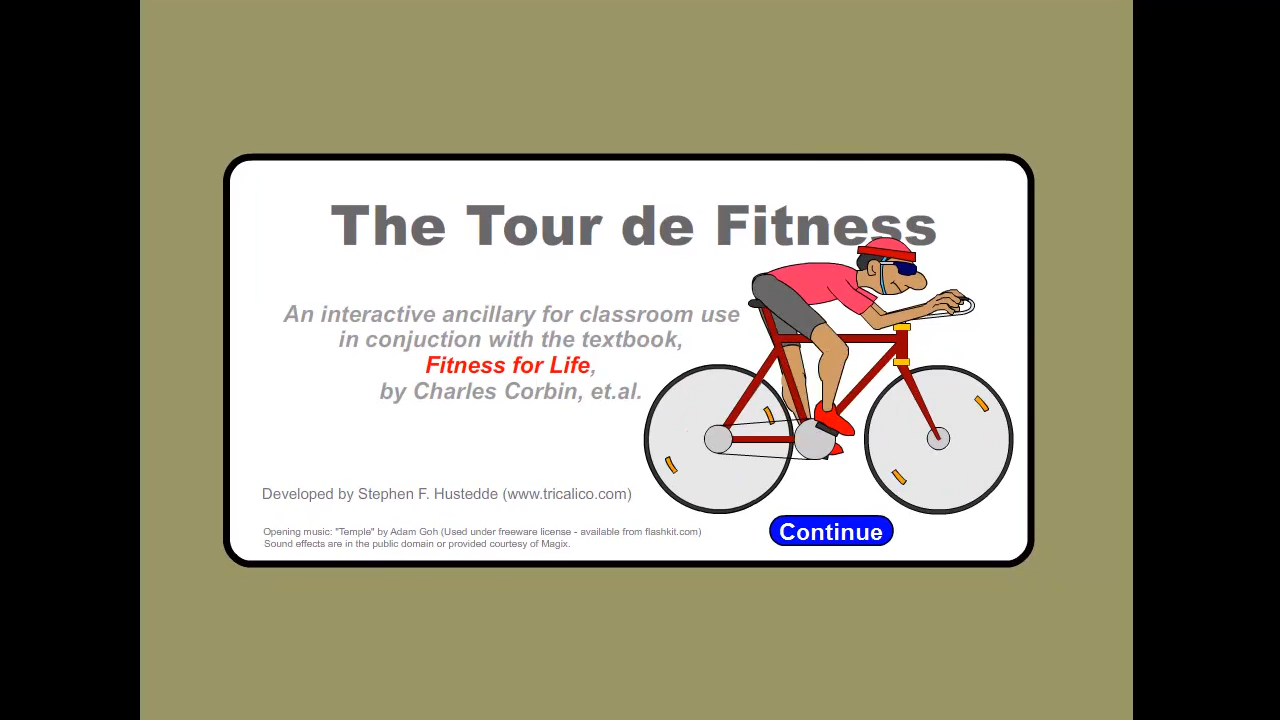 The Tour de Fitness
An interactive ancillary for classroom use
in conjuction with the textbook,
Fitness for Life,
by Charles Corbin, et.al.
Developed by Stephen F. Hustedde (www.tricalico.com)
Opening music: "Temple" by Adam Goh (Used under freeware license - available from flashkit.com)
Sound effects are in the public domain or provided courtesy of Magix.
Continue